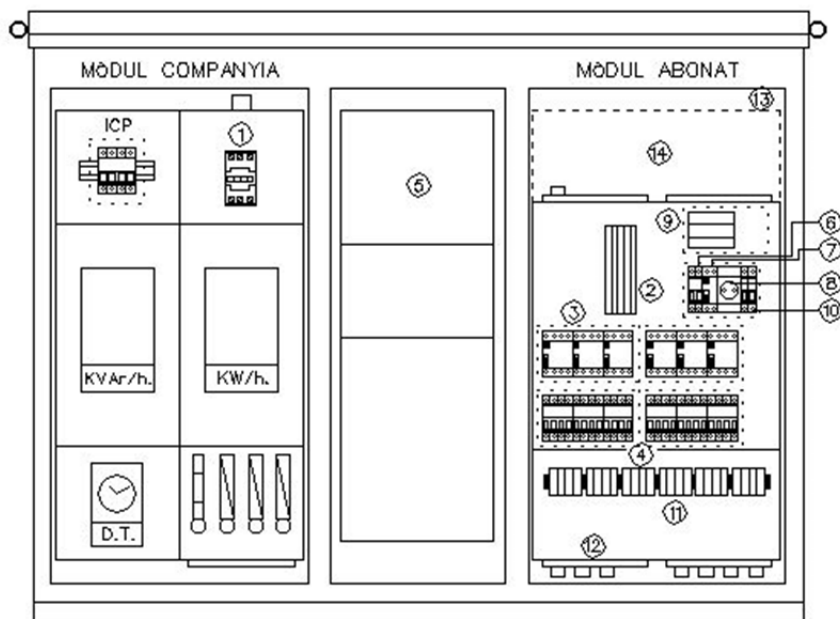 MÒDUL COMPANYIA
MÒDUL ABONAT
13
ICP
1
14
5
9
6
7
2
8
10
3
KVAr/h.
KW/h.
4
11
D.T.
12